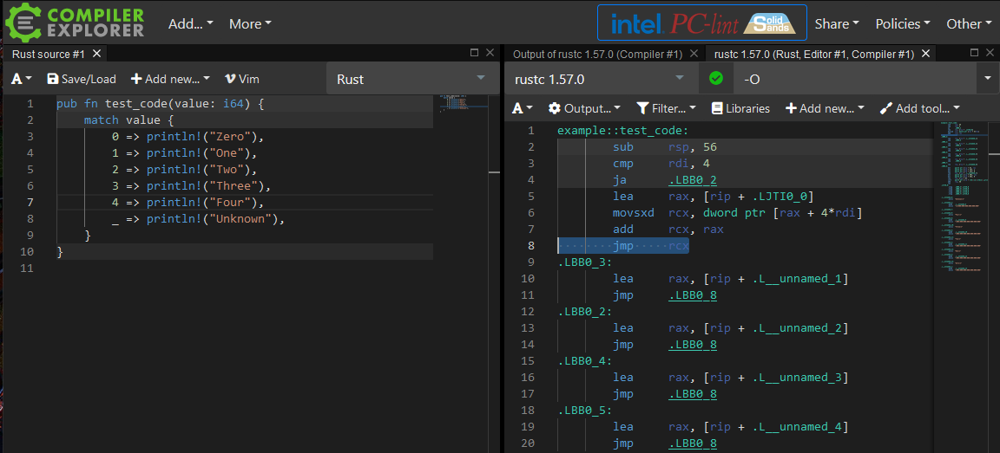 COMPILER EXPLORER
Add... More
intel PC-lint Solid Sands
Share Policies Other
Rust source #1
A Save/Load + Add new... Vim
Rust
1 pub fn test_code(value: i64) {
2 match value {
3 0 => println!("Zero"),
4 1 => println!("One"),
5 2 => println!("Two"),
6 3 => println!("Three"),
7 4 => println!("Four"),
8 _ => println!("Unknown"),
9 }
10 }
11
Output of rustc 1.57.0 (Compiler #1)
rustc 1.57.0 (Rust, Editor #1, Compiler #1)
rustc 1.57.0
-O
A Output... Filter... Libraries + Add new... Add tool...
1 example::test_code:
2 sub rsp, 56
3 cmp rdi, 4
4 ja .LBB0_2
5 lea rax, [rip + .LJTI0_0]
6 movsxd rcx, dword ptr [rax + 4*rdi]
7 add rcx, rax
8 jmp rcx
9 .LBB0_3:
10 lea rax, [rip + .L__unnamed_1]
11 jmp .LBB0_8
12 .LBB0_2:
13 lea rax, [rip + .L__unnamed_2]
14 jmp .LBB0_8
15 .LBB0_4:
16 lea rax, [rip + .L__unnamed_3]
17 jmp .LBB0_8
18 .LBB0_5:
19 lea rax, [rip + .L__unnamed_4]
20 jmp .LBB0_8